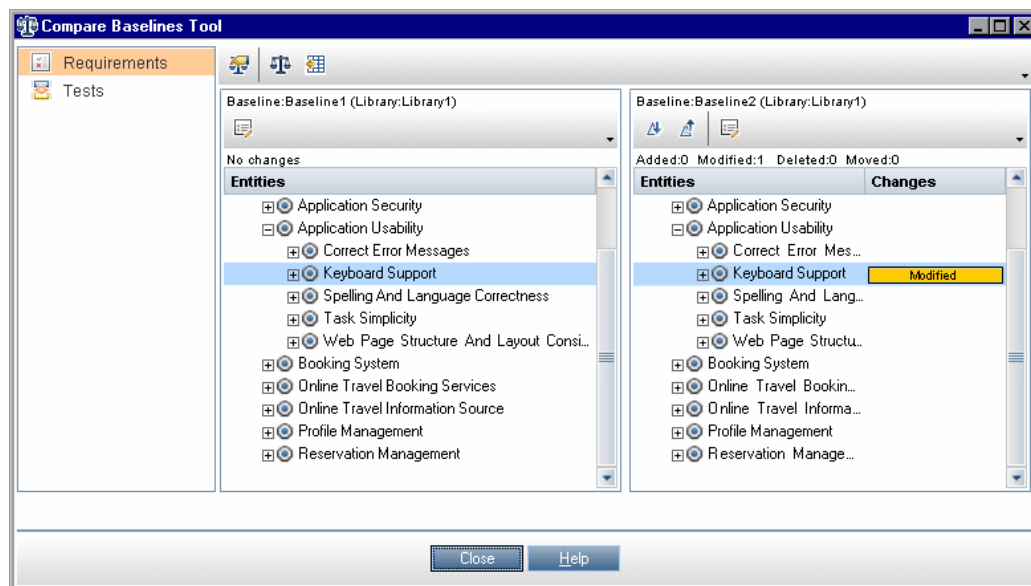 Compare Baselines Tool
Requirements
Tests
Baseline:Baseline1 (Library:Library1)
No changes
Entities
Application Security
Application Usability
Correct Error Messages
Keyboard Support
Spelling And Language Correctness
Task Simplicity
Web Page Structure And Layout Consi...
Booking System
Online Travel Booking Services
Online Travel Information Source
Profile Management
Reservation Management
Baseline:Baseline2 (Library:Library1)
Added:0 Modified:1 Deleted:0 Moved:0
Entities Changes
Application Security
Application Usability
Correct Error Mes...
Keyboard Support Modified
Spelling And Lang...
Task Simplicity
Web Page Structu...
Booking System
Online Travel Bookin...
Online Travel Informa...
Profile Management
Reservation Manage...
Close Help